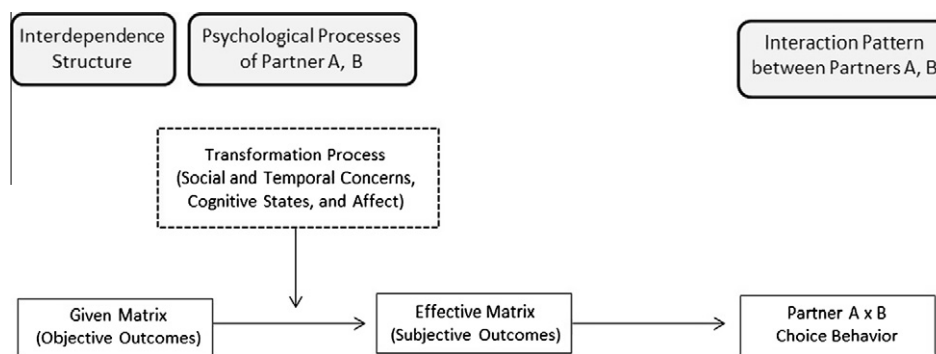 Interdependence
Structure
Psychological Processes
of Partner A, B
Interaction Pattern
between Partners A, B
Transformation Process
(Social and Temporal Concerns,
Cognitive States, and Affect)
Given Matrix
(Objective Outcomes)
Effective Matrix
(Subjective Outcomes)
Partner A x B
Choice Behavior